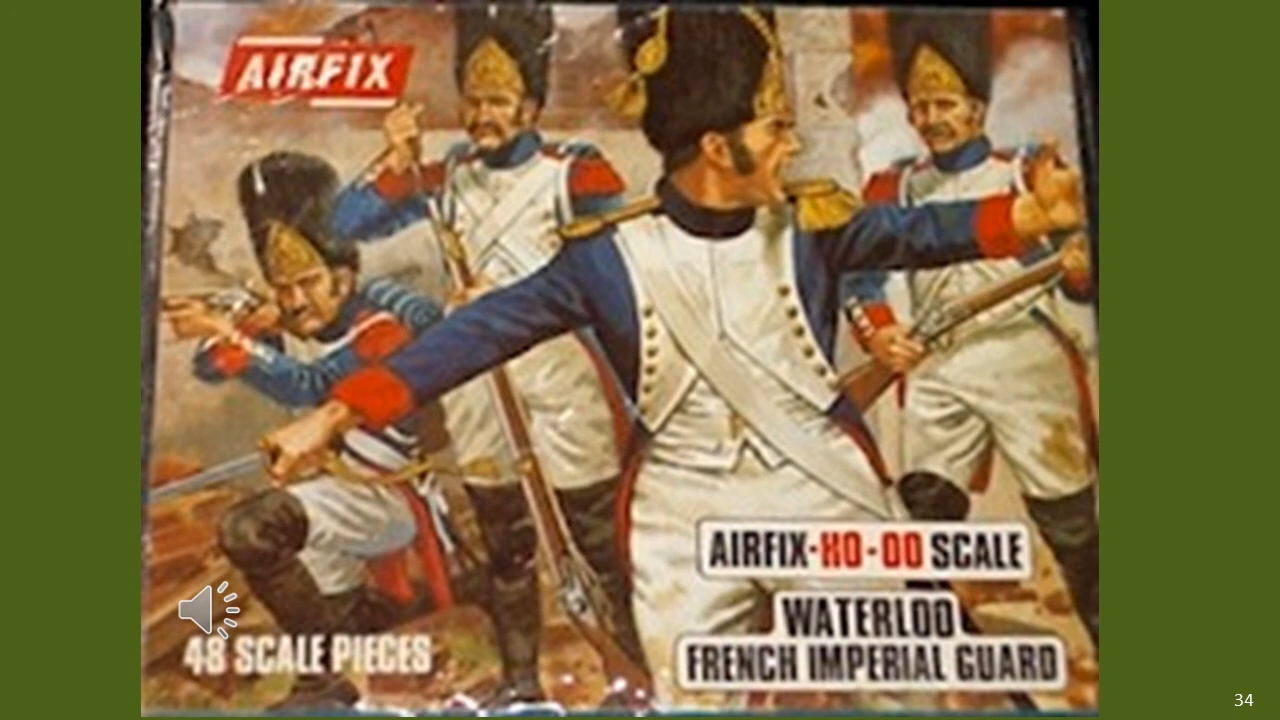 AIRFIX
AIRFIX-HO-OO SCALE
WATERLOO
48 SCALE PIECES
FRENCH IMPERIAL GUARD
34